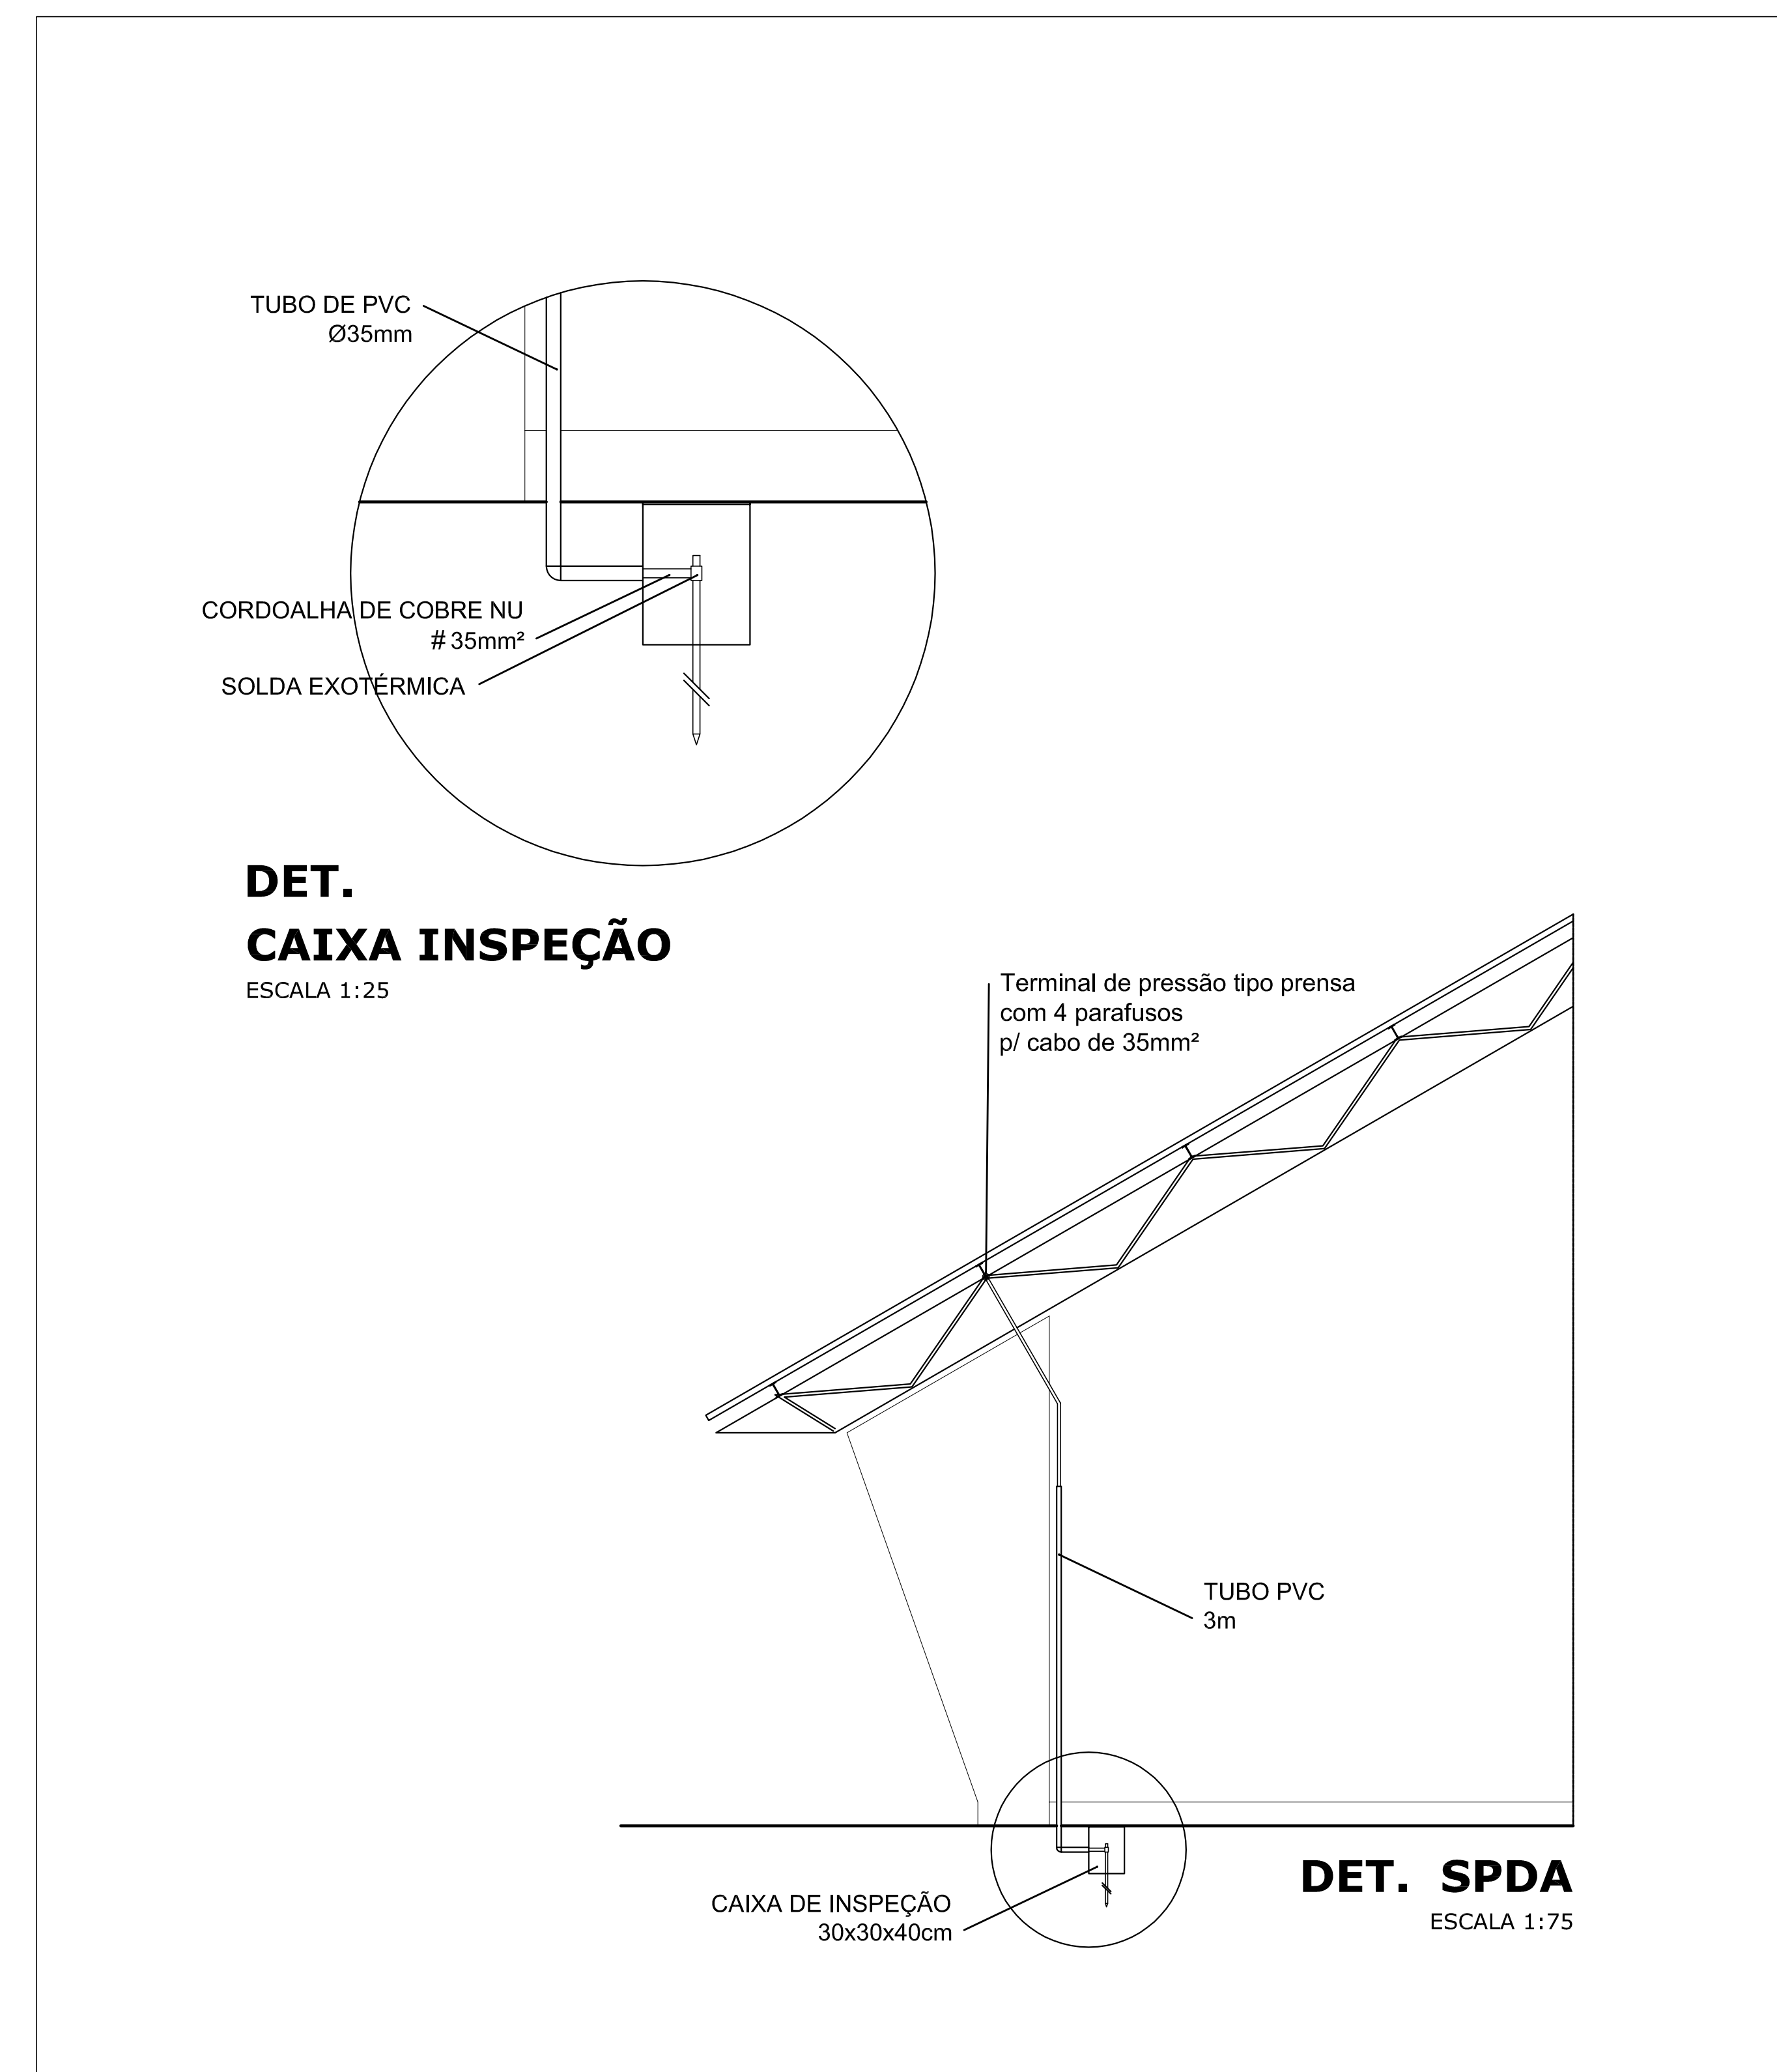 TUBO DE PVC
Ø35mm
CORDOALHA DE COBRE NU
# 35mm²
SOLDA EXOTÉRMICA
DET.
CAIXA INSPEÇÃO
ESCALA 1:25
Terminal de pressão tipo prensa
com 4 parafusos
p/ cabo de 35mm²
TUBO PVC
3m
CAIXA DE INSPEÇÃO
30x30x40cm
DET. SPDA
ESCALA 1:75